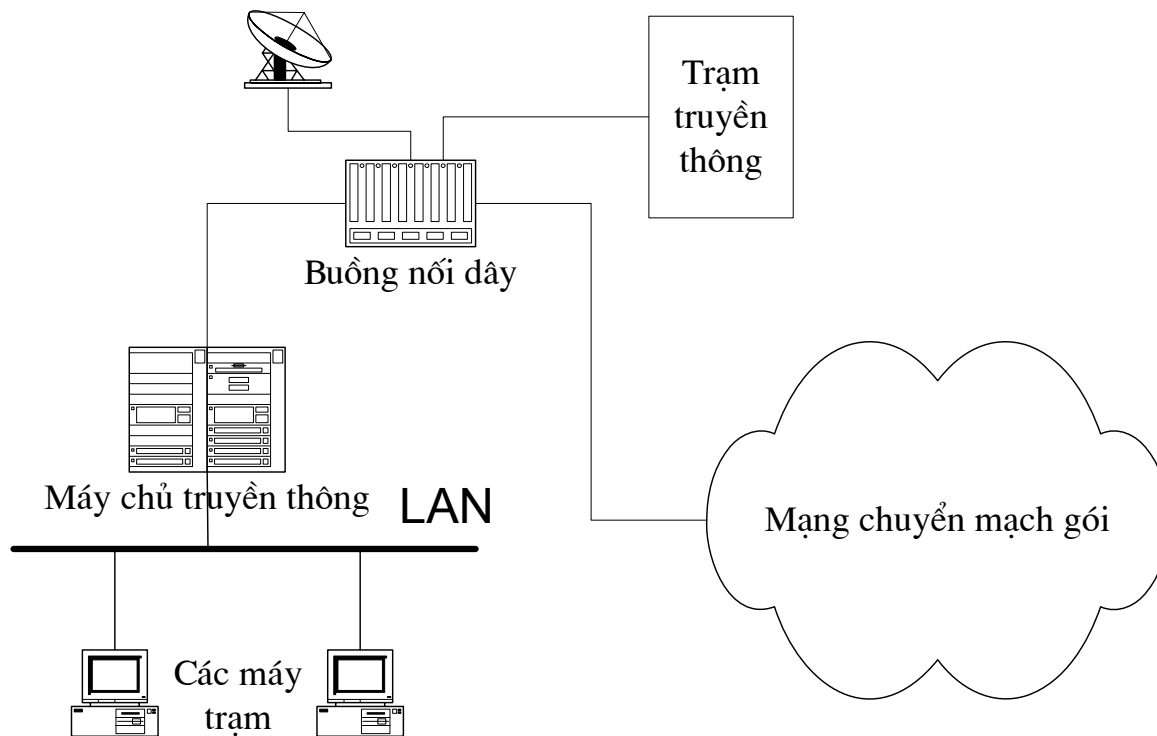 Trạm
truyền
thông
Buồng nối dây
Máy chủ truyền thông
LAN
Mạng chuyển mạch gói
Các máy
trạm